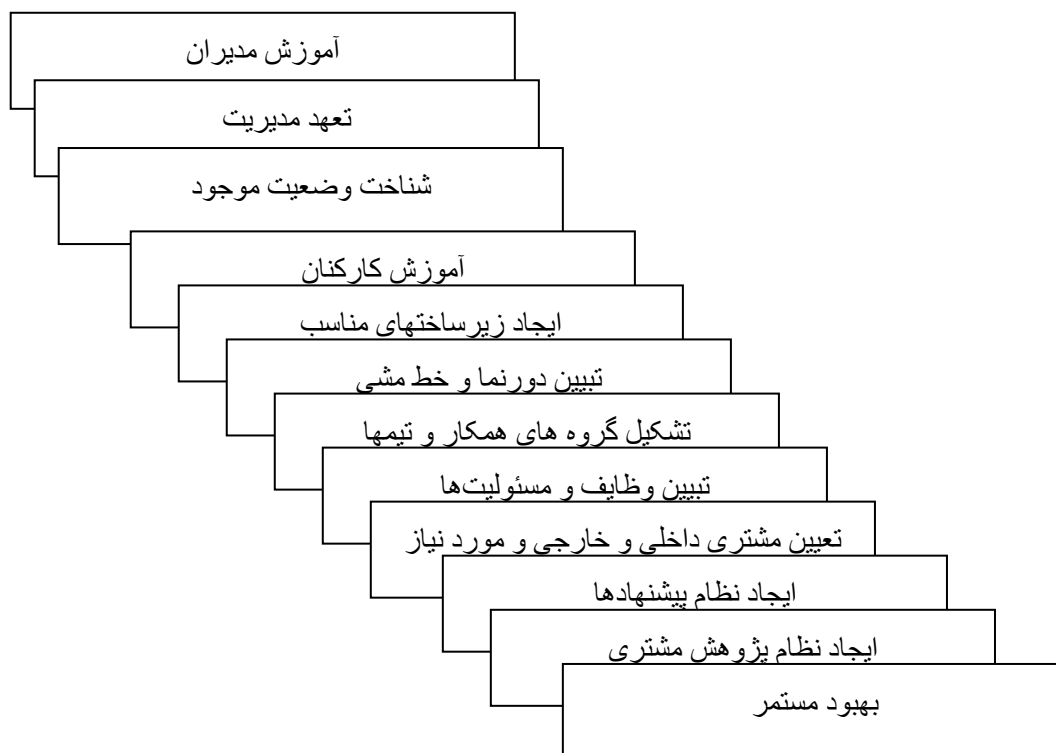 آموزش مدیران
تعهد مدیریت
شناخت وضعیت موجود
آموزش کارکنان
ایجاد زیرساختهای مناسب
تبیین دورنما و خط مشی
تشکیل گروه های همکار و تیمها
تبیین وظایف و مسئولیت‌ها
تعیین مشتری داخلی و خارجی و مورد نیاز
ایجاد نظام پیشنهادها
ایجاد نظام پژوهش مشتری
بهبود مستمر